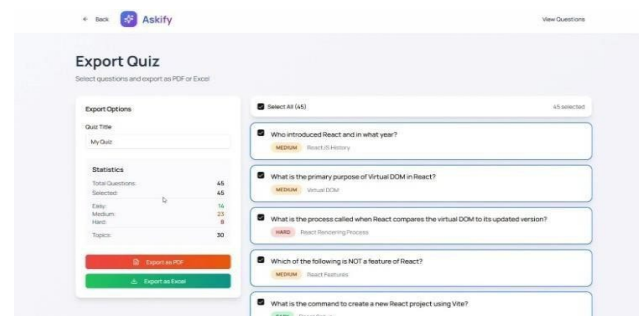 ← Back Askify View Questions
Export Quiz
Select questions and export as PDF or Excel
Export Options
Quiz Title
My Quiz
Statistics
Total Questions: 45
Selected: 45
Easy: 14
Medium: 23
Hard: 8
Topics: 30
Export as PDF
Export as Excel
Select All (45) 45 selected
Who introduced React and in what year?
MEDIUM ReactJS History
What is the primary purpose of Virtual DOM in React?
MEDIUM Virtual DOM
What is the process called when React compares the virtual DOM to its updated version?
HARD React Rendering Process
Which of the following is NOT a feature of React?
MEDIUM React Features
What is the command to create a new React project using Vite?